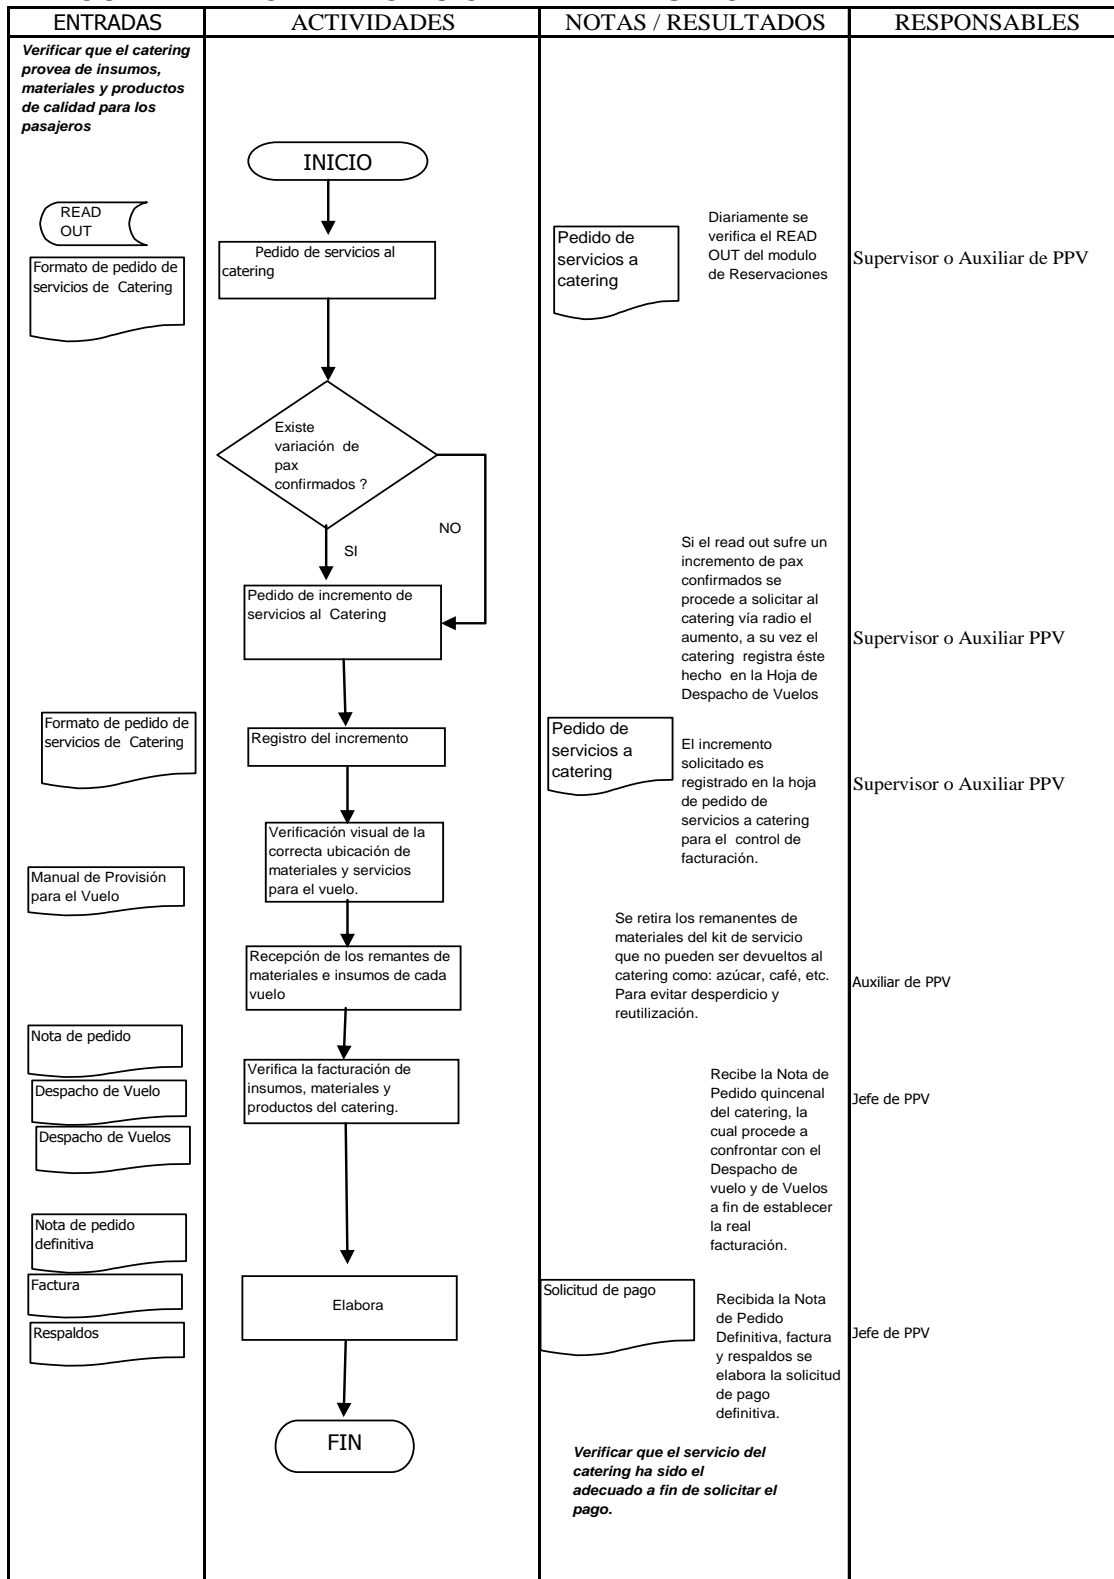 ENTRADAS
ACTIVIDADES
NOTAS / RESULTADOS
RESPONSABLES
Verificar que el catering
provea de insumos,
materiales y productos
de calidad para los
pasajeros
INICIO
READ
OUT
Formato de pedido de
servicios de Catering
Pedido de servicios al
catering
Pedido de
servicios a
catering
Diariamente se
verifica el READ
OUT del modulo
de Reservaciones
Supervisor o Auxiliar de PPV
Existe
variación de
pax
confirmados ?
NO
SI
Pedido de incremento de
servicios al Catering
Si el read out sufre un
incremento de pax
confirmados se
procede a solicitar al
catering vía radio el
aumento, a su vez el
catering registra éste
hecho en la Hoja de
Despacho de Vuelos
Supervisor o Auxiliar PPV
Formato de pedido de
servicios de Catering
Registro del incremento
Pedido de
servicios a
catering
El incremento
solicitado es
registrado en la hoja
de pedido de
servicios a catering
para el control de
facturación.
Supervisor o Auxiliar PPV
Verificación visual de la
correcta ubicación de
materiales y servicios
para el vuelo.
Manual de Provisión
para el Vuelo
Recepción de los remantes de
materiales e insumos de cada
vuelo
Se retira los remanentes de
materiales del kit de servicio
que no pueden ser devueltos al
catering como: azúcar, café, etc.
Para evitar desperdicio y
reutilización.
Auxiliar de PPV
Nota de pedido
Despacho de Vuelo
Despacho de Vuelos
Verifica la facturación de
insumos, materiales y
productos del catering.
Recibe la Nota de
Pedido quincenal
del catering, la
cual procede a
confrontar con el
Despacho de
vuelo y de Vuelos
a fin de establecer
la real
facturación.
Jefe de PPV
Nota de pedido
definitiva
Factura
Respaldos
Elabora
Solicitud de pago
Recibida la Nota
de Pedido
Definitiva, factura
y respaldos se
elabora la solicitud
de pago
definitiva.
Jefe de PPV
FIN
Verificar que el servicio del
catering ha sido el
adecuado a fin de solicitar el
pago.